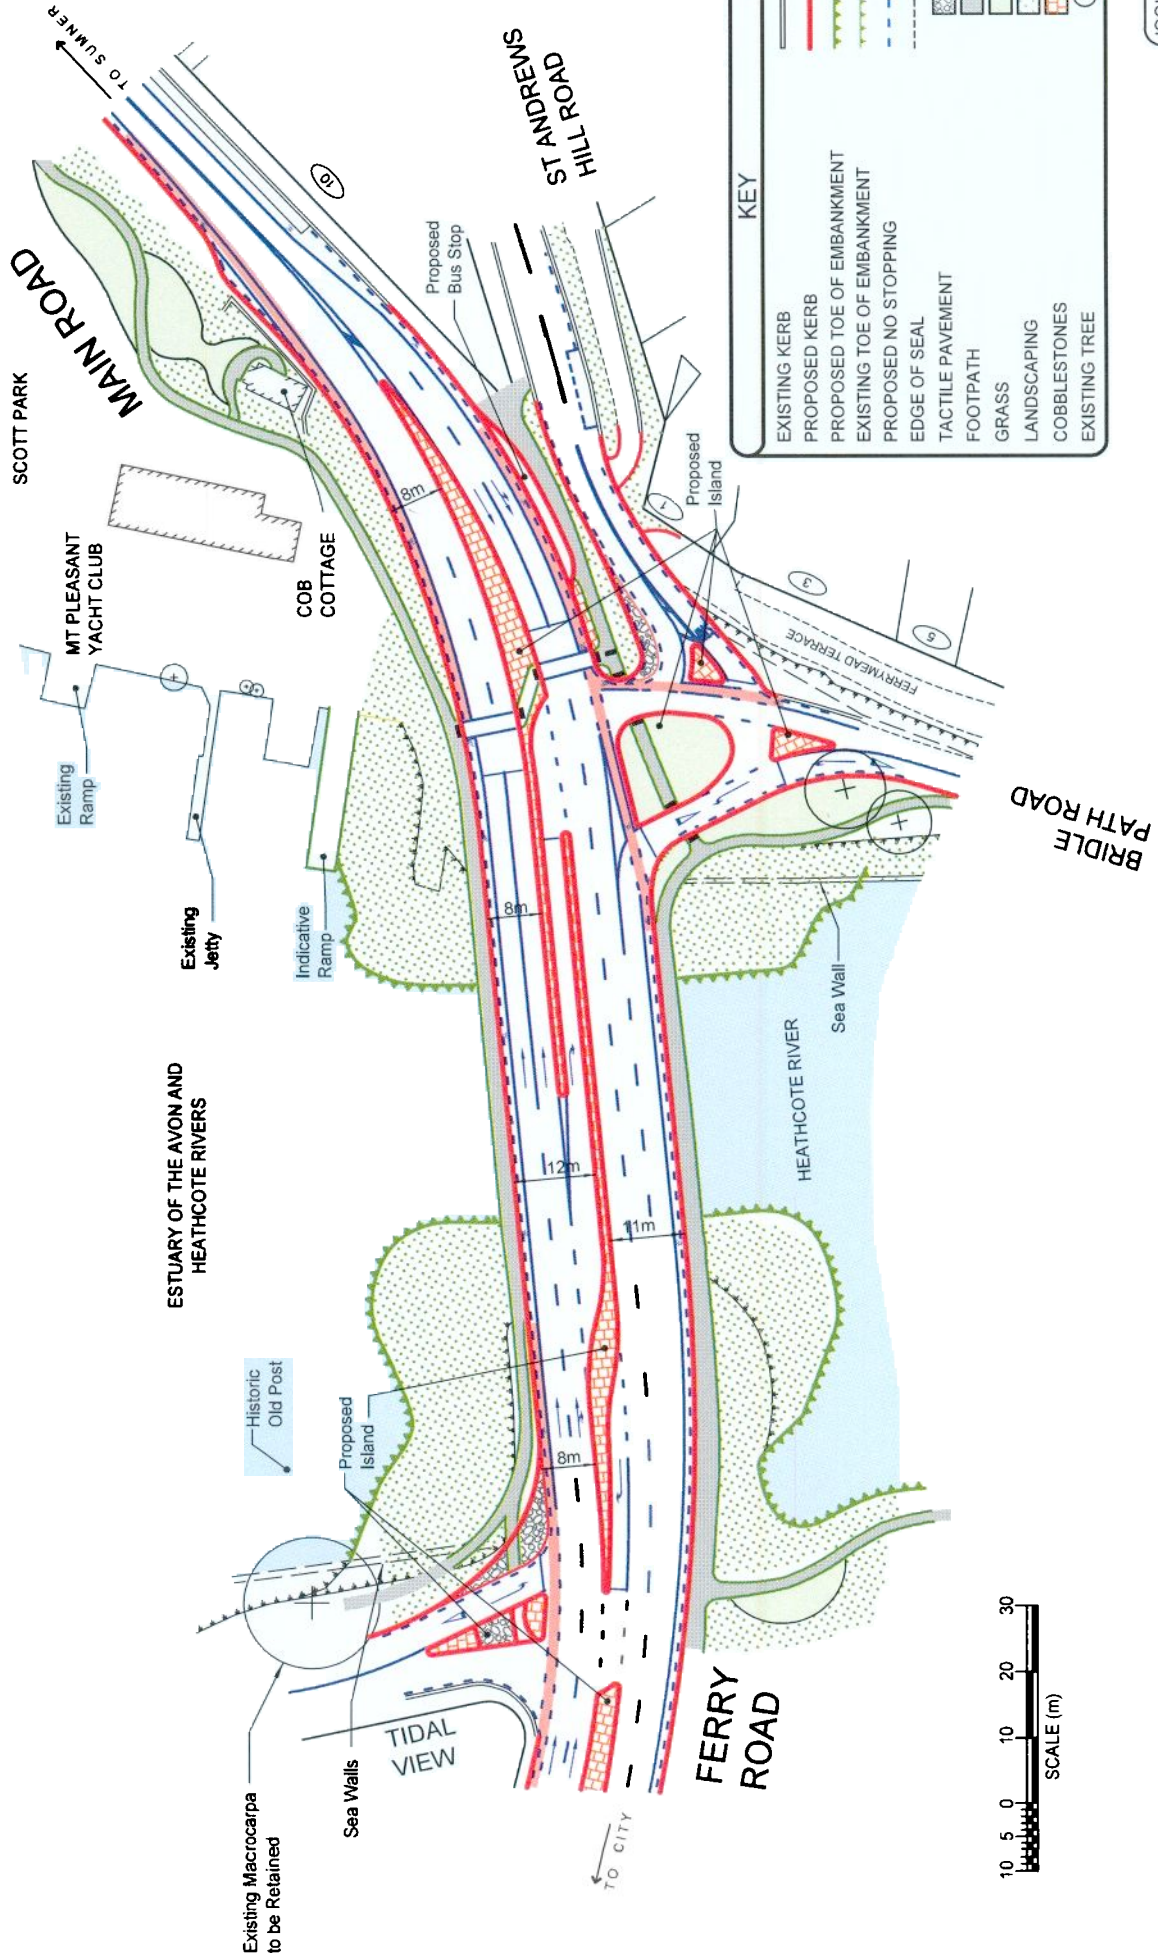 TO SUMNER
MAIN ROAD
SCOTT PARK
10
ST ANDREWS
HILL ROAD
Proposed
Bus Stop
MT PLEASANT
YACHT CLUB
COB
COTTAGE
Existing
Ramp
Existing
Jetty
Indicative
Ramp
8m
Proposed
Island
1
3
5
FERRYMEAD TERRACE
BRIDLE
PATH ROAD
8m
Sea Wall
HEATHCOTE RIVER
ESTUARY OF THE AVON AND
HEATHCOTE RIVERS
12m
11m
Historic
Old Post
Proposed
Island
8m
Existing Macrocarpa
to be Retained
Sea Walls
TIDAL
VIEW
FERRY
ROAD
TO CITY
10 5 0 10 20 30
SCALE (m)
KEY
EXISTING KERB
PROPOSED KERB
PROPOSED TOE OF EMBANKMENT
EXISTING TOE OF EMBANKMENT
PROPOSED NO STOPPING
EDGE OF SEAL
TACTILE PAVEMENT
FOOTPATH
GRASS
LANDSCAPING
COBBLESTONES
EXISTING TREE